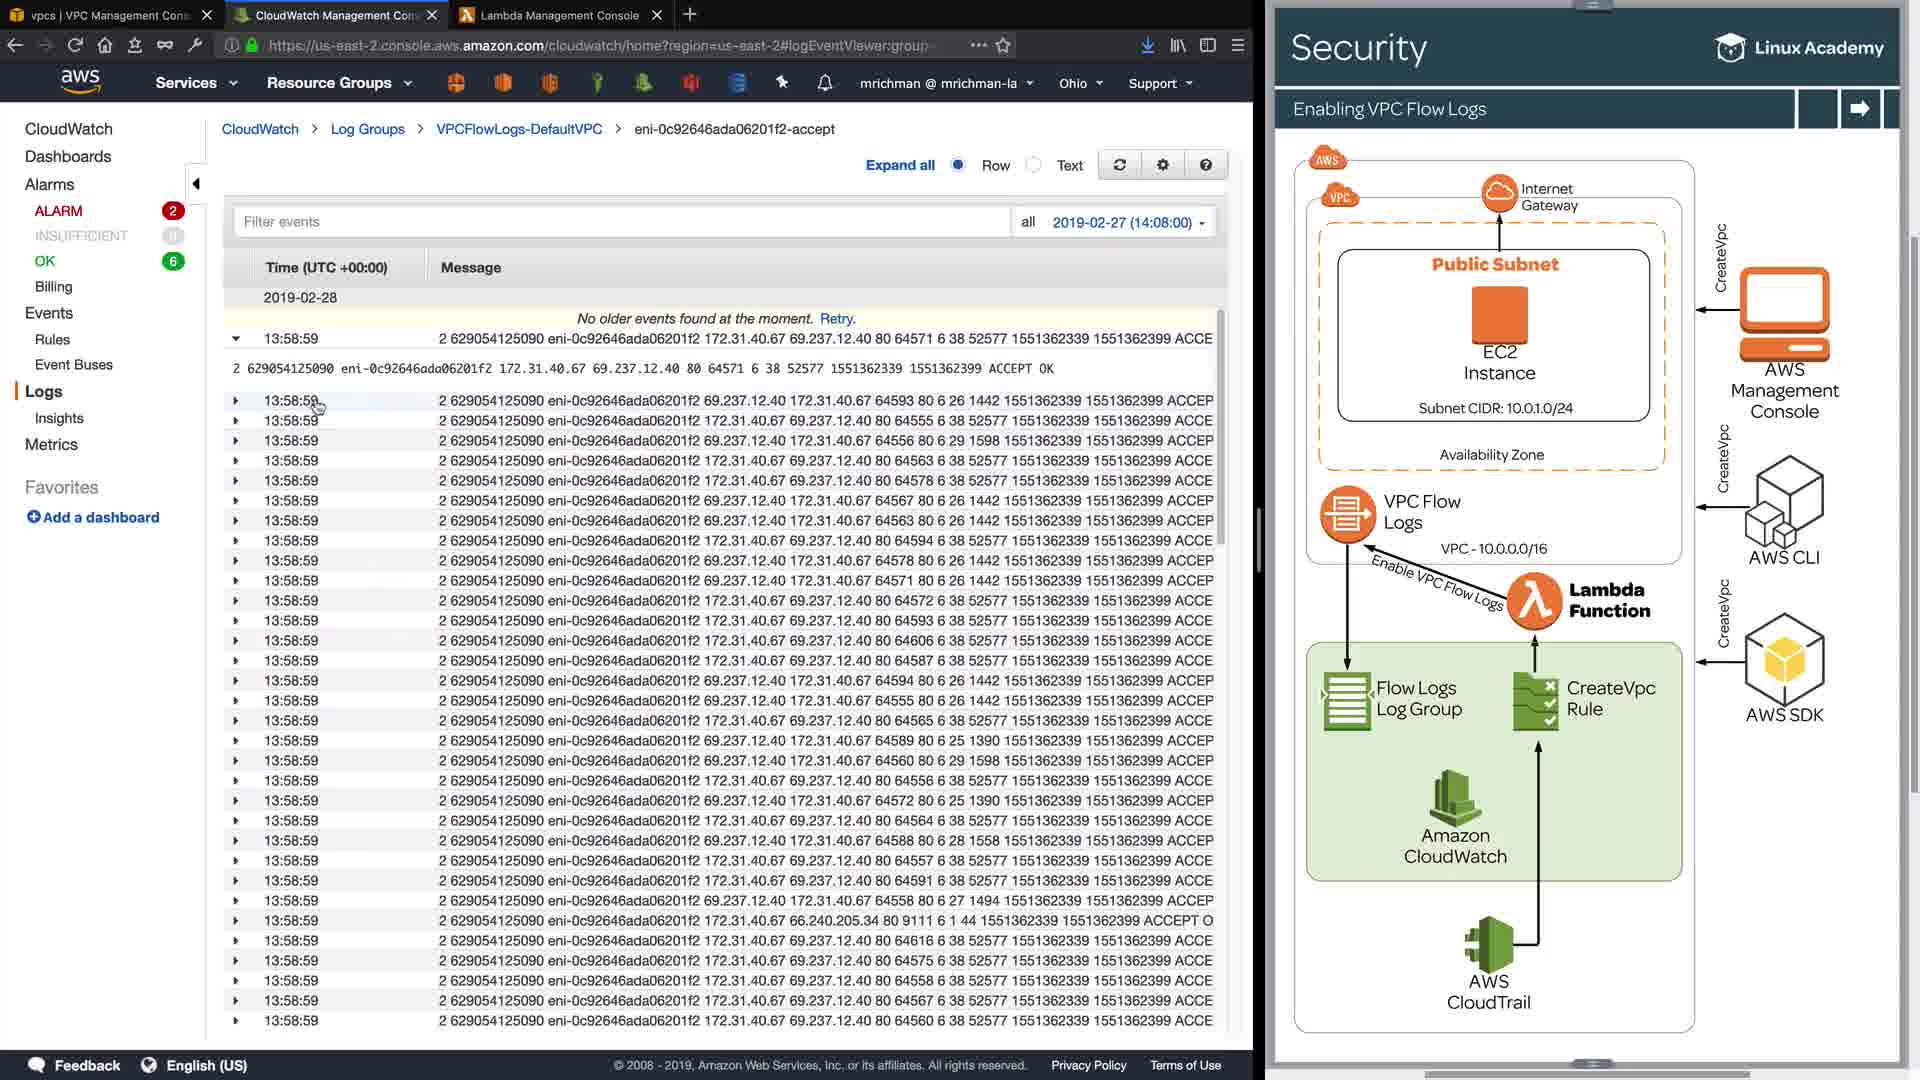 vpcs | VPC Management Cons
CloudWatch Management Con
Lambda Management Console
https://us-east-2.console.aws.amazon.com/cloudwatch/home?region=us-east-2#logEventViewer:group
aws
Services
Resource Groups
mrichman @ mrichman-la
Ohio
Support
CloudWatch
Dashboards
Alarms
ALARM 2
INSUFFICIENT 0
OK 6
Billing
Events
Rules
Event Buses
Logs
Insights
Metrics
Favorites
Add a dashboard
CloudWatch > Log Groups > VPCFlowLogs-DefaultVPC > eni-0c92646ada06201f2-accept
Expand all Row Text
Filter events
all 2019-02-27 (14:08:00)
Time (UTC +00:00) Message
2019-02-28
No older events found at the moment. Retry.
13:58:59 2 629054125090 eni-0c92646ada06201f2 172.31.40.67 69.237.12.40 80 64571 6 38 52577 1551362339 1551362399 ACCE
2 629054125090 eni-0c92646ada06201f2 172.31.40.67 69.237.12.40 80 64571 6 38 52577 1551362339 1551362399 ACCEPT OK
13:58:59 2 629054125090 eni-0c92646ada06201f2 69.237.12.40 172.31.40.67 64593 80 6 26 1442 1551362339 1551362399 ACCEP
13:58:59 2 629054125090 eni-0c92646ada06201f2 172.31.40.67 69.237.12.40 80 64555 6 38 52577 1551362339 1551362399 ACCE
13:58:59 2 629054125090 eni-0c92646ada06201f2 69.237.12.40 172.31.40.67 64556 80 6 29 1598 1551362339 1551362399 ACCEP
13:58:59 2 629054125090 eni-0c92646ada06201f2 172.31.40.67 69.237.12.40 80 64563 6 38 52577 1551362339 1551362399 ACCE
13:58:59 2 629054125090 eni-0c92646ada06201f2 172.31.40.67 69.237.12.40 80 64578 6 38 52577 1551362339 1551362399 ACCE
13:58:59 2 629054125090 eni-0c92646ada06201f2 69.237.12.40 172.31.40.67 64567 80 6 26 1442 1551362339 1551362399 ACCEP
13:58:59 2 629054125090 eni-0c92646ada06201f2 69.237.12.40 172.31.40.67 64563 80 6 26 1442 1551362339 1551362399 ACCEP
13:58:59 2 629054125090 eni-0c92646ada06201f2 172.31.40.67 69.237.12.40 80 64594 6 38 52577 1551362339 1551362399 ACCE
13:58:59 2 629054125090 eni-0c92646ada06201f2 69.237.12.40 172.31.40.67 64578 80 6 26 1442 1551362339 1551362399 ACCEP
13:58:59 2 629054125090 eni-0c92646ada06201f2 69.237.12.40 172.31.40.67 64571 80 6 26 1442 1551362339 1551362399 ACCEP
13:58:59 2 629054125090 eni-0c92646ada06201f2 172.31.40.67 69.237.12.40 80 64572 6 38 52577 1551362339 1551362399 ACCE
13:58:59 2 629054125090 eni-0c92646ada06201f2 172.31.40.67 69.237.12.40 80 64593 6 38 52577 1551362339 1551362399 ACCE
13:58:59 2 629054125090 eni-0c92646ada06201f2 172.31.40.67 69.237.12.40 80 64606 6 38 52577 1551362339 1551362399 ACCE
13:58:59 2 629054125090 eni-0c92646ada06201f2 172.31.40.67 69.237.12.40 80 64587 6 38 52577 1551362339 1551362399 ACCE
13:58:59 2 629054125090 eni-0c92646ada06201f2 69.237.12.40 172.31.40.67 64594 80 6 26 1442 1551362339 1551362399 ACCEP
13:58:59 2 629054125090 eni-0c92646ada06201f2 69.237.12.40 172.31.40.67 64555 80 6 26 1442 1551362339 1551362399 ACCEP
13:58:59 2 629054125090 eni-0c92646ada06201f2 172.31.40.67 69.237.12.40 80 64565 6 38 52577 1551362339 1551362399 ACCE
13:58:59 2 629054125090 eni-0c92646ada06201f2 69.237.12.40 172.31.40.67 64589 80 6 25 1390 1551362339 1551362399 ACCEP
13:58:59 2 629054125090 eni-0c92646ada06201f2 69.237.12.40 172.31.40.67 64560 80 6 29 1598 1551362339 1551362399 ACCEP
13:58:59 2 629054125090 eni-0c92646ada06201f2 172.31.40.67 69.237.12.40 80 64556 6 38 52577 1551362339 1551362399 ACCE
13:58:59 2 629054125090 eni-0c92646ada06201f2 69.237.12.40 172.31.40.67 64572 80 6 25 1390 1551362339 1551362399 ACCEP
13:58:59 2 629054125090 eni-0c92646ada06201f2 172.31.40.67 69.237.12.40 80 64564 6 38 52577 1551362339 1551362399 ACCE
13:58:59 2 629054125090 eni-0c92646ada06201f2 69.237.12.40 172.31.40.67 64588 80 6 28 1558 1551362339 1551362399 ACCEP
13:58:59 2 629054125090 eni-0c92646ada06201f2 172.31.40.67 69.237.12.40 80 64557 6 38 52577 1551362339 1551362399 ACCE
13:58:59 2 629054125090 eni-0c92646ada06201f2 172.31.40.67 69.237.12.40 80 64591 6 38 52577 1551362339 1551362399 ACCE
13:58:59 2 629054125090 eni-0c92646ada06201f2 69.237.12.40 172.31.40.67 64558 80 6 27 1494 1551362339 1551362399 ACCEP
13:58:59 2 629054125090 eni-0c92646ada06201f2 172.31.40.67 66.240.205.34 80 9111 6 1 44 1551362339 1551362399 ACCEPT O
13:58:59 2 629054125090 eni-0c92646ada06201f2 172.31.40.67 69.237.12.40 80 64616 6 38 52577 1551362339 1551362399 ACCE
13:58:59 2 629054125090 eni-0c92646ada06201f2 172.31.40.67 69.237.12.40 80 64575 6 38 52577 1551362339 1551362399 ACCE
13:58:59 2 629054125090 eni-0c92646ada06201f2 172.31.40.67 69.237.12.40 80 64558 6 38 52577 1551362339 1551362399 ACCE
13:58:59 2 629054125090 eni-0c92646ada06201f2 172.31.40.67 69.237.12.40 80 64567 6 38 52577 1551362339 1551362399 ACCE
13:58:59 2 629054125090 eni-0c92646ada06201f2 172.31.40.67 69.237.12.40 80 64560 6 38 52577 1551362339 1551362399 ACCE
Feedback
English (US)
© 2008 - 2019, Amazon Web Services, Inc. or its affiliates. All rights reserved.
Privacy Policy
Terms of Use
Security
Linux Academy
Enabling VPC Flow Logs
AWS
VPC
Internet
Gateway
Public Subnet
EC2
Instance
Subnet CIDR: 10.0.1.0/24
Availability Zone
VPC Flow
Logs
VPC - 10.0.0.0/16
Enable VPC Flow Logs
Lambda
Function
Flow Logs
Log Group
CreateVpc
Rule
Amazon
CloudWatch
AWS
CloudTrail
CreateVpc
AWS
Management
Console
CreateVpc
AWS CLI
CreateVpc
AWS SDK